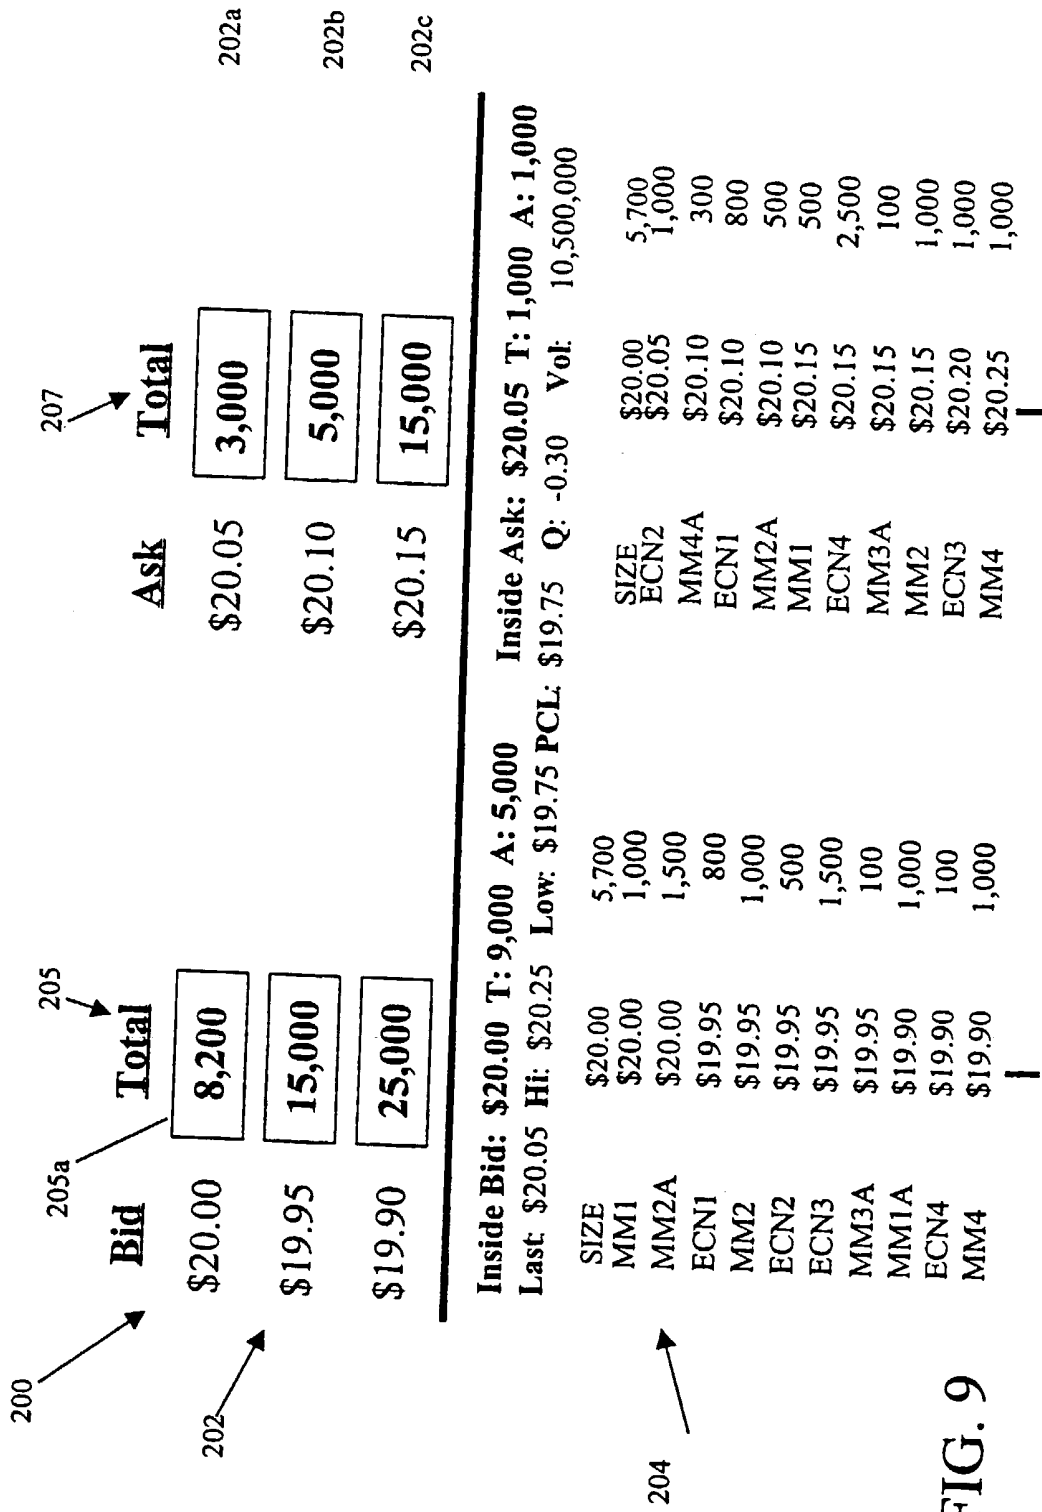 200
202
205a
205
207
Bid Total Ask Total
$20.00 8,200 $20.05 3,000 202a
$19.95 15,000 $20.10 5,000 202b
$19.90 25,000 $20.15 15,000 202c
Inside Bid: $20.00 T: 9,000 A: 5,000 Inside Ask: $20.05 T: 1,000 A: 1,000
Last: $20.05 Hi: $20.25 Low: $19.75 PCL: $19.75 Q: -0.30 Vol: 10,500,000
204
SIZE $20.00 5,700 SIZE $20.00 5,700
MM1 $20.00 1,000 ECN2 $20.05 1,000
MM2A $20.00 1,500 MM4A $20.10 300
ECN1 $19.95 800 ECN1 $20.10 800
MM2 $19.95 1,000 MM2A $20.10 500
ECN2 $19.95 500 MM1 $20.15 500
ECN3 $19.95 1,500 ECN4 $20.15 2,500
MM3A $19.95 100 MM3A $20.15 100
MM1A $19.90 1,000 MM2 $20.15 1,000
ECN4 $19.90 100 ECN3 $20.20 1,000
MM4 $19.90 1,000 MM4 $20.25 1,000
FIG. 9